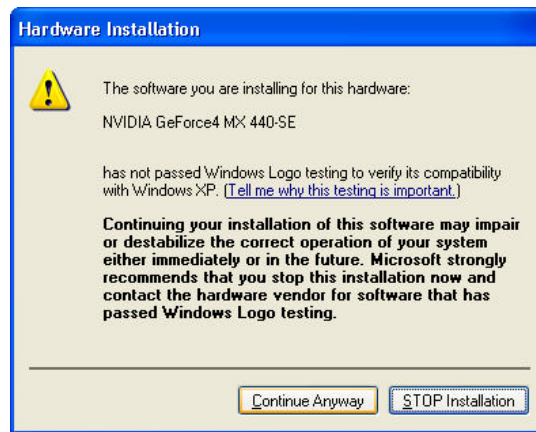 Hardware Installation
The software you are installing for this hardware:
NVIDIA GeForce4 MX 440-SE
has not passed Windows Logo testing to verify its compatibility
with Windows XP. (Tell me why this testing is important.)
Continuing your installation of this software may impair
or destabilize the correct operation of your system
either immediately or in the future. Microsoft strongly
recommends that you stop this installation now and
contact the hardware vendor for software that has
passed Windows Logo testing.
Continue Anyway
STOP Installation